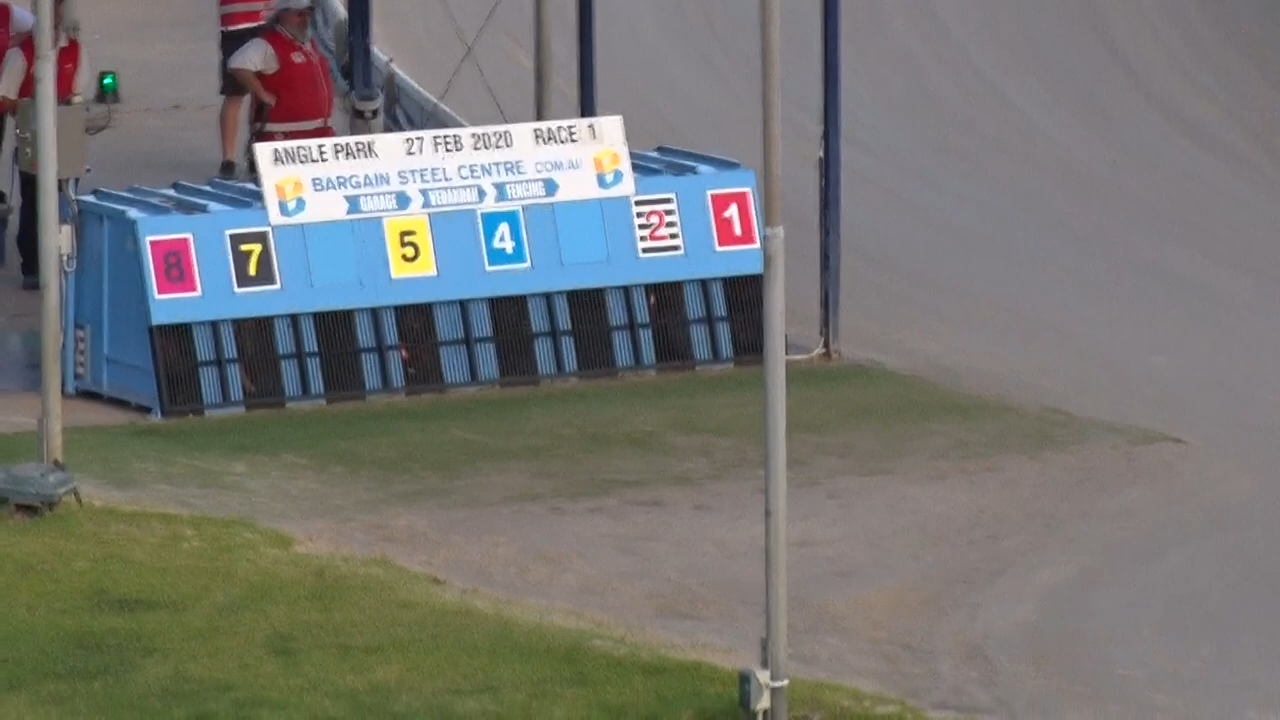 ANGLE PARK 27 FEB 2020 RACE 1
BARGAIN STEEL CENTRE .COM.AU
GARAGE VERANDAH FENCING
8 7 5 4 2 1